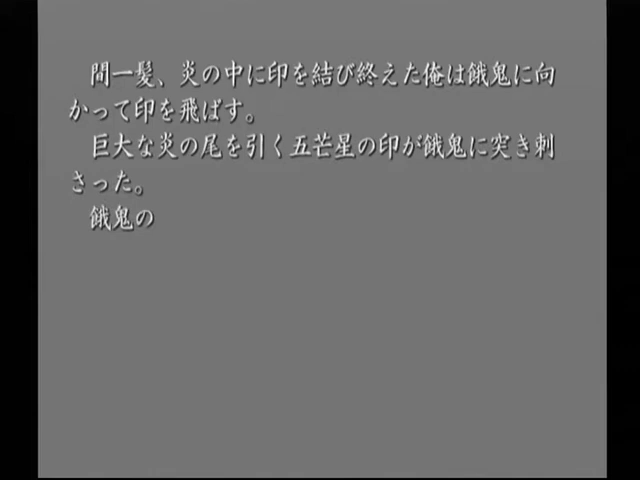 間一髪、炎の中に印を結び終えた俺は餓鬼に向
かって印を飛ばす。
巨大な炎の尾を引く五芒星の印が餓鬼に突き刺
さった。
餓鬼の